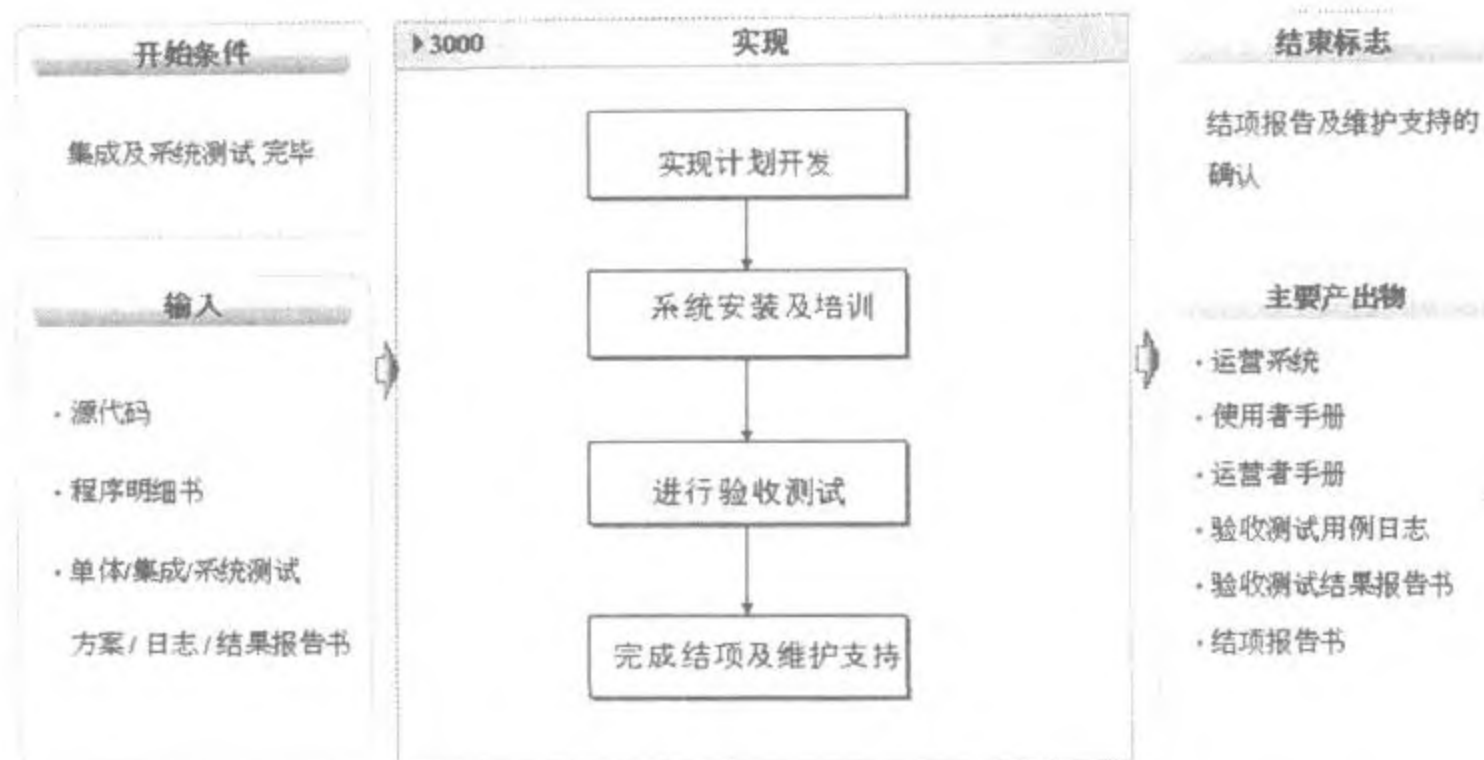 开始条件
集成及系统测试 完毕
输入
· 源代码
· 程序明细书
· 单体/集成/系统测试
方案 / 日志 / 结果报告书
3000 实现
实现计划开发
系统安装及培训
进行验收测试
完成结项及维护支持
结束标志
结项报告及维护支持的
确认
主要产出物
· 运营系统
· 使用者手册
· 运营者手册
· 验收测试用例日志
· 验收测试结果报告书
· 结项报告书